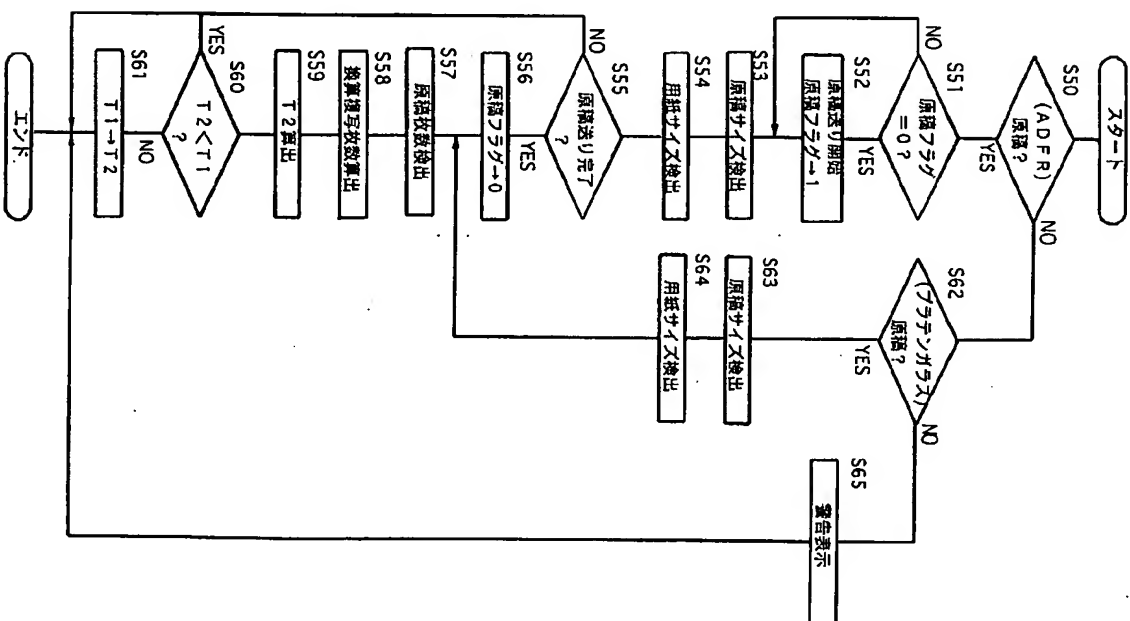 スタート
S50
(ADFR)
原稿?
YES
NO
S51
原稿フラグ
=0?
NO
YES
S52
原稿送り開始
原稿フラグ→1
S53
原稿サイズ検出
S54
用紙サイズ検出
S55
原稿送り完了
?
NO
YES
S56
原稿フラグ→0
S57
原稿枚数検出
S58
換算複写枚数算出
S59
T2算出
S60
T2<T1
?
YES
NO
S61
T1→T2
エンド
S62
(プラテンガラス)
原稿?
YES
NO
S63
原稿サイズ検出
S64
用紙サイズ検出
S65
警告表示